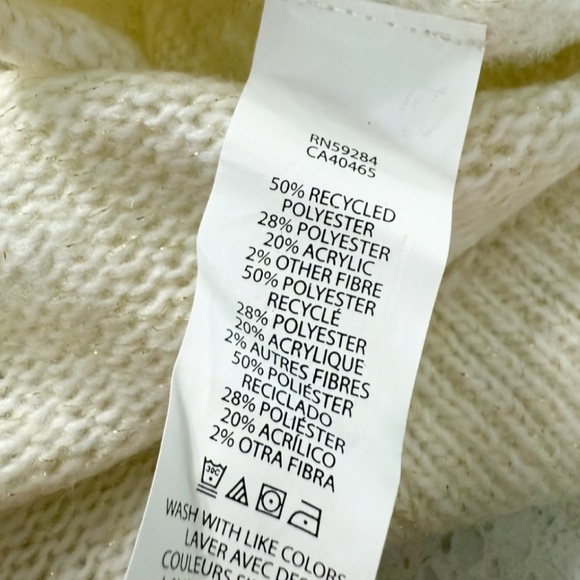 RN59284
CA40465
50% RECYCLED
POLYESTER
28% POLYESTER
20% ACRYLIC
2% OTHER FIBRE
50% POLYESTER
RECYCLÉ
28% POLYESTER
20% ACRYLIQUE
2% AUTRES FIBRES
50% POLIÉSTER
RECICLADO
28% POLIÉSTER
20% ACRÍLICO
2% OTRA FIBRA
30C
WASH WITH LIKE COLORS
LAVER AVEC DES
COULEURS